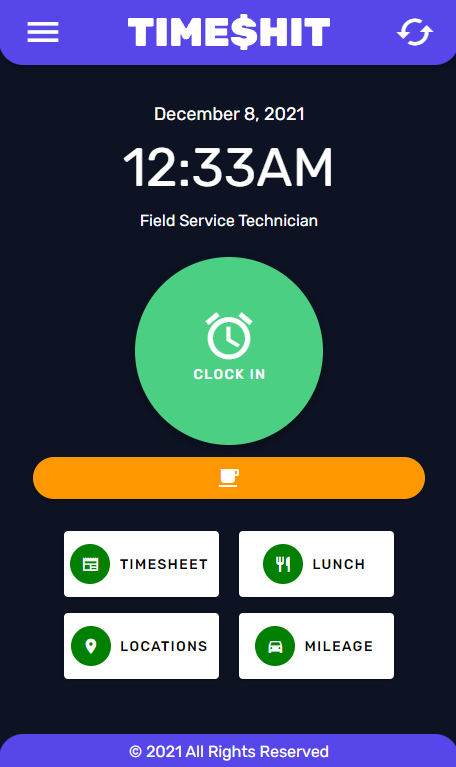 TIME$HIT
December 8, 2021
12:33AM
Field Service Technician
CLOCK IN
TIMESHEET
LUNCH
LOCATIONS
MILEAGE
© 2021 All Rights Reserved